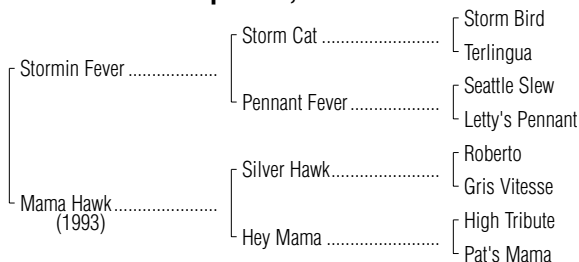 Storm Bird
Storm Cat ........................
Terlingua
Stormin Fever ..................
Seattle Slew
Pennant Fever ..................
Letty's Pennant
Roberto
Silver Hawk......................
Gris Vitesse
Mama Hawk.....................
(1993)
High Tribute
Hey Mama .......................
Pat's Mama